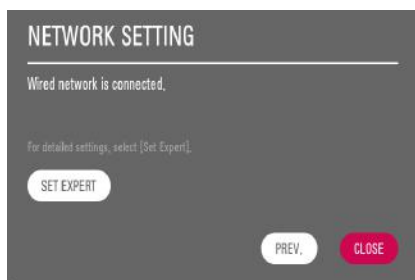 NETWORK SETTING
Wired network is connected.
For detailed settings, select [Set Expert].
SET EXPERT
PREV.
CLOSE